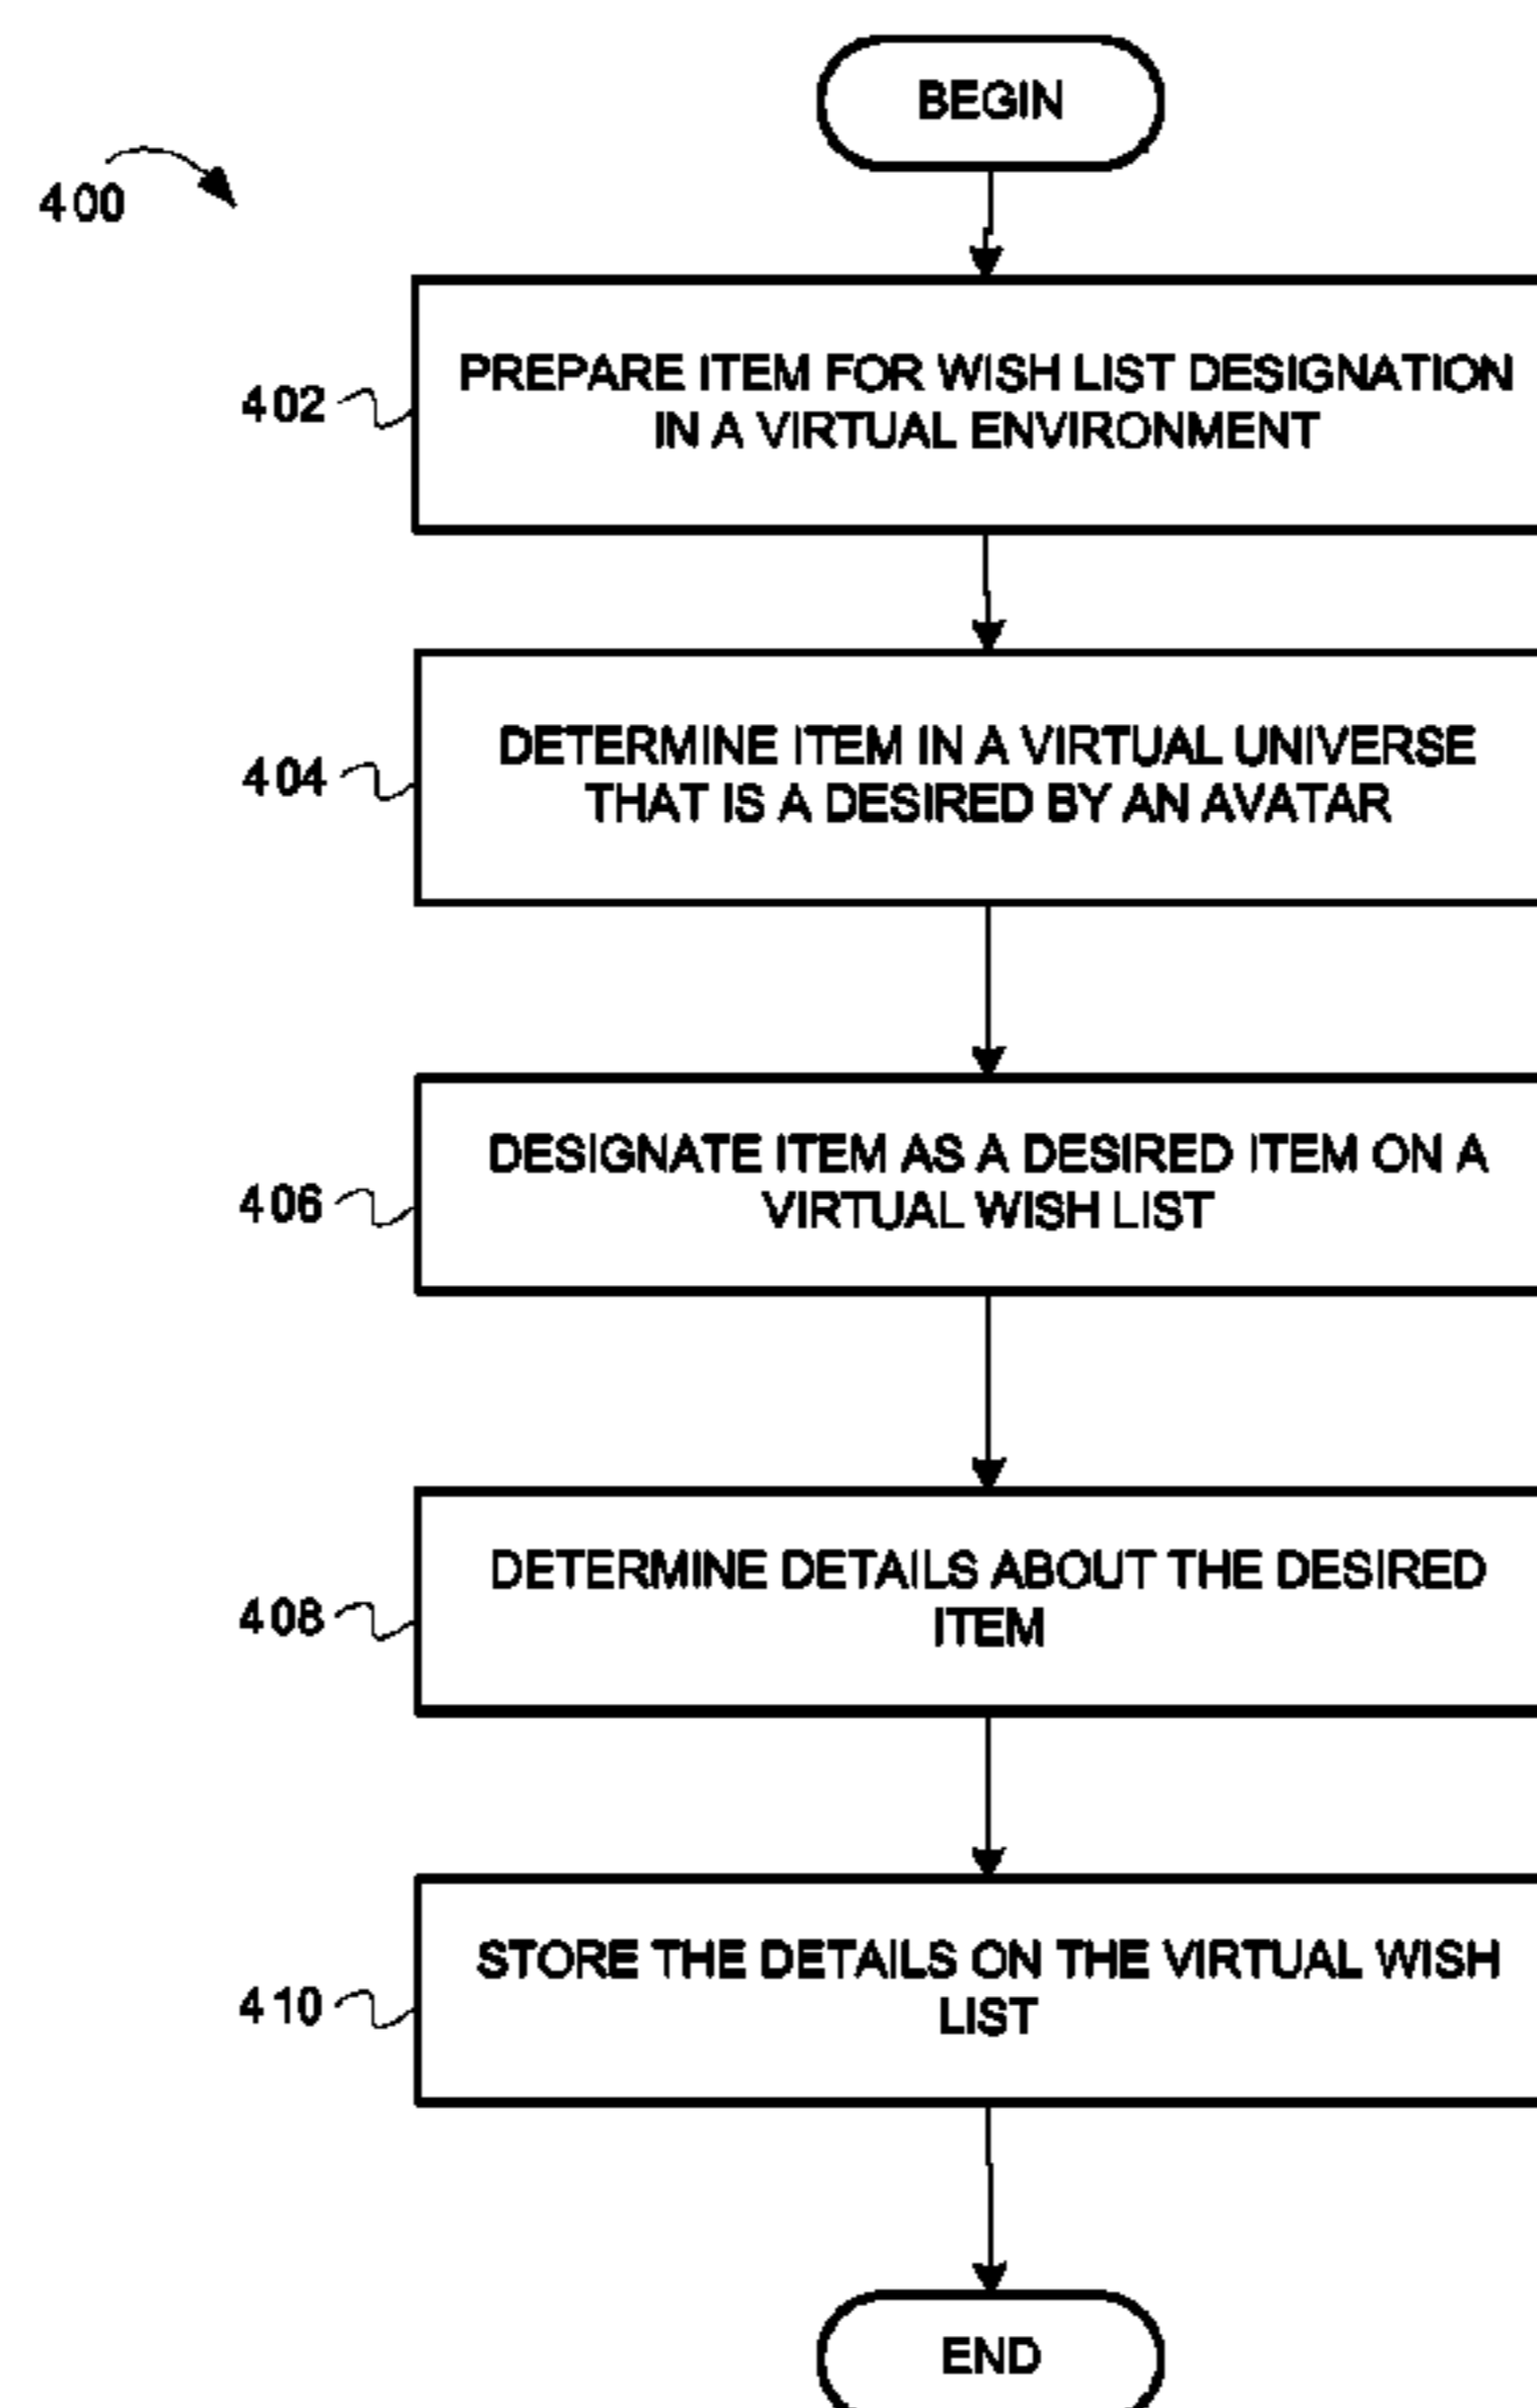 BEGIN
400
PREPARE ITEM FOR WISH LIST DESIGNATION
IN A VIRTUAL ENVIRONMENT
402
DETERMINE ITEM IN A VIRTUAL UNIVERSE
THAT IS A DESIRED BY AN AVATAR
404
DESIGNATE ITEM AS A DESIRED ITEM ON A
VIRTUAL WISH LIST
406
DETERMINE DETAILS ABOUT THE DESIRED
ITEM
408
STORE THE DETAILS ON THE VIRTUAL WISH
LIST
410
END